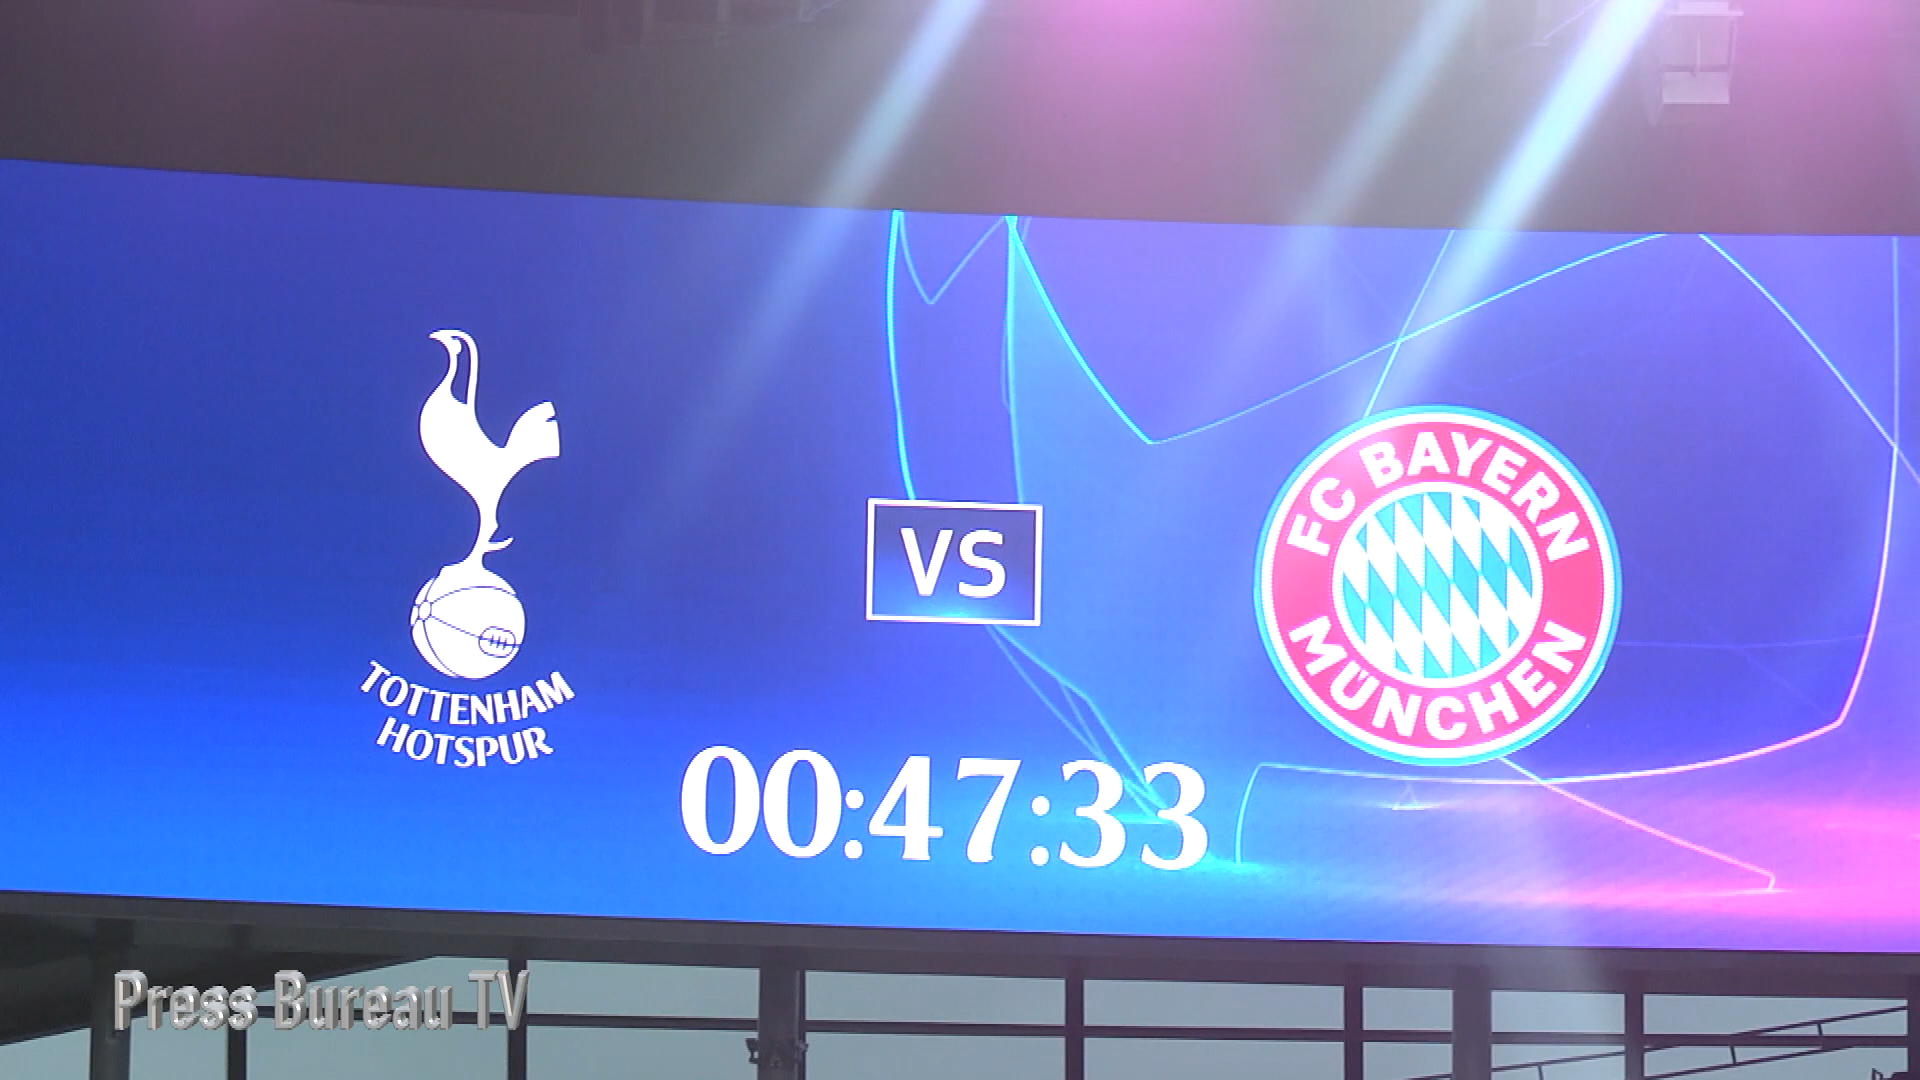 TOTTENHAM
HOTSPUR
VS
FC BAYERN
MÜNCHEN
00:47:33
Press Bureau TV